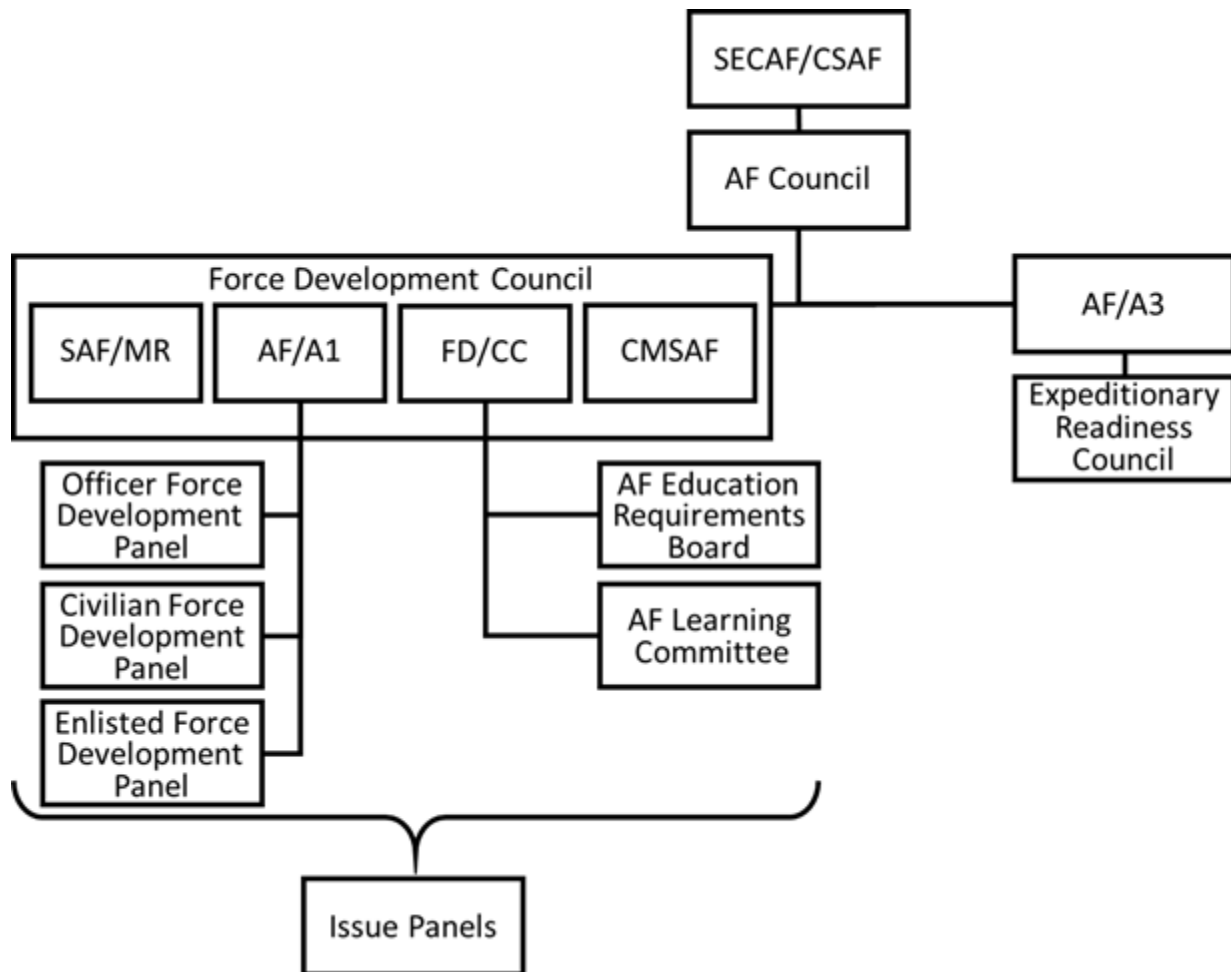 SECAF/CSAF
AF Council
Force Development Council
SAF/MR
AF/A1
FD/CC
CMSAF
AF/A3
Expeditionary
Readiness
Council
Officer Force
Development
Panel
AF Education
Requirements
Board
Civilian Force
Development
Panel
AF Learning
Committee
Enlisted Force
Development
Panel
Issue Panels